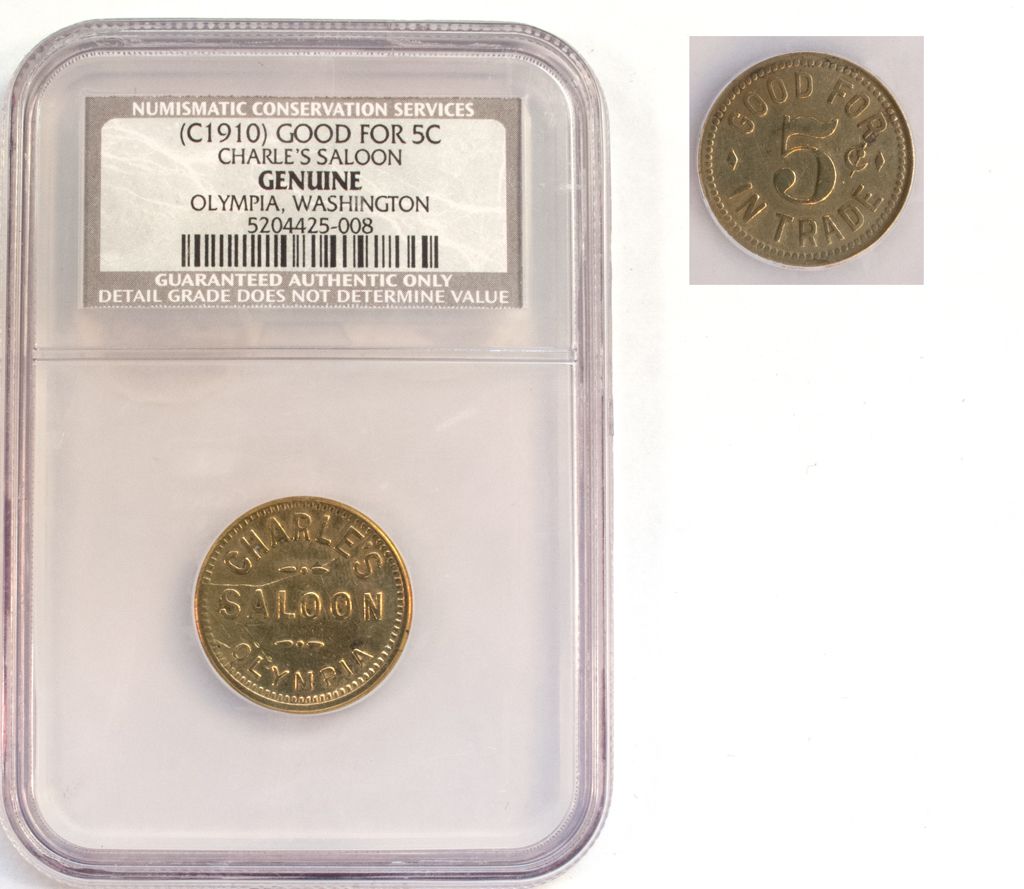 NUMISMATIC CONSERVATION SERVICES
(C1910) GOOD FOR 5C
CHARLE'S SALOON
GENUINE
OLYMPIA, WASHINGTON
5204425-008
GUARANTEED AUTHENTIC ONLY
DETAIL GRADE DOES NOT DETERMINE VALUE
CHARLE'S
SALOON
OLYMPIA
GOOD FOR
5¢
IN TRADE